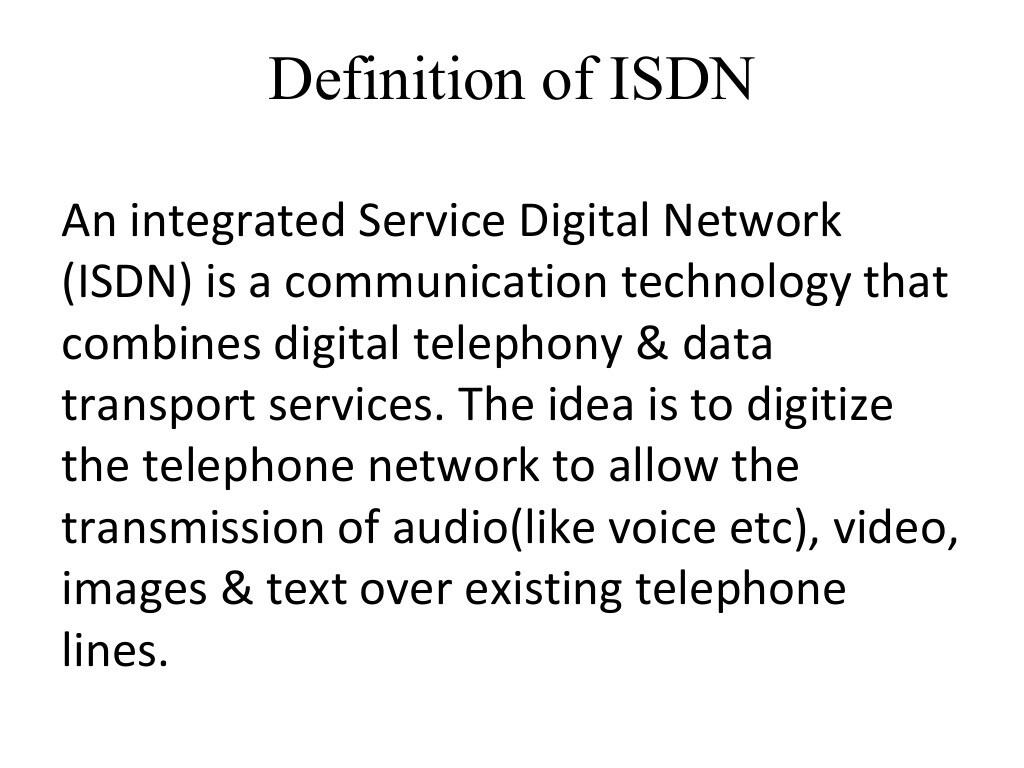 Definition of ISDN
An integrated Service Digital Network
(ISDN) is a communication technology that
combines digital telephony & data
transport services. The idea is to digitize
the telephone network to allow the
transmission of audio(like voice etc), video,
images & text over existing telephone
lines.